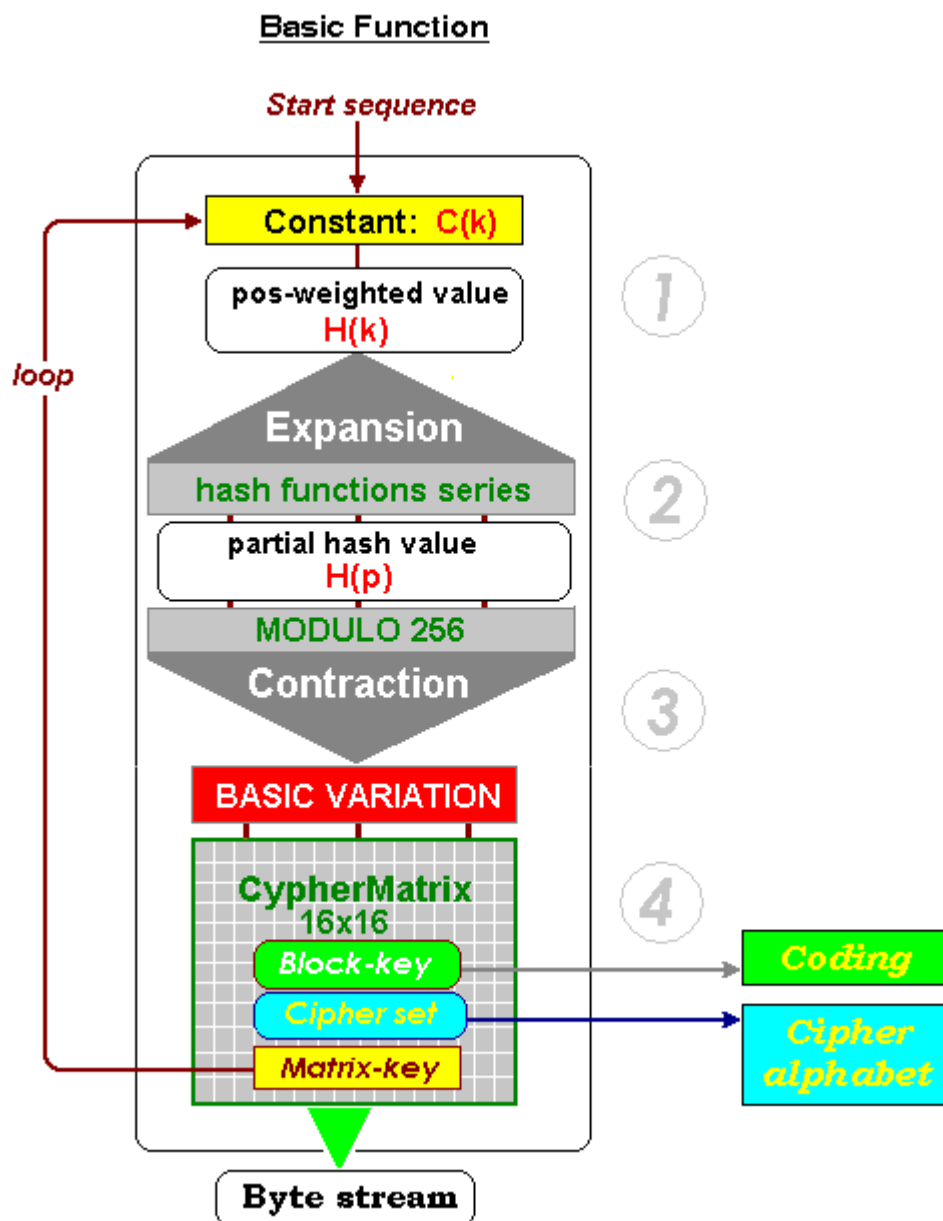 Basic Function
Start sequence
Constant: C(k)
pos-weighted value
H(k)
1
loop
Expansion
hash functions series
2
partial hash value
H(p)
MODULO 256
Contraction
3
BASIC VARIATION
CypherMatrix
16x16
4
Block-key
Coding
Cipher set
Cipher
alphabet
Matrix-key
Byte stream